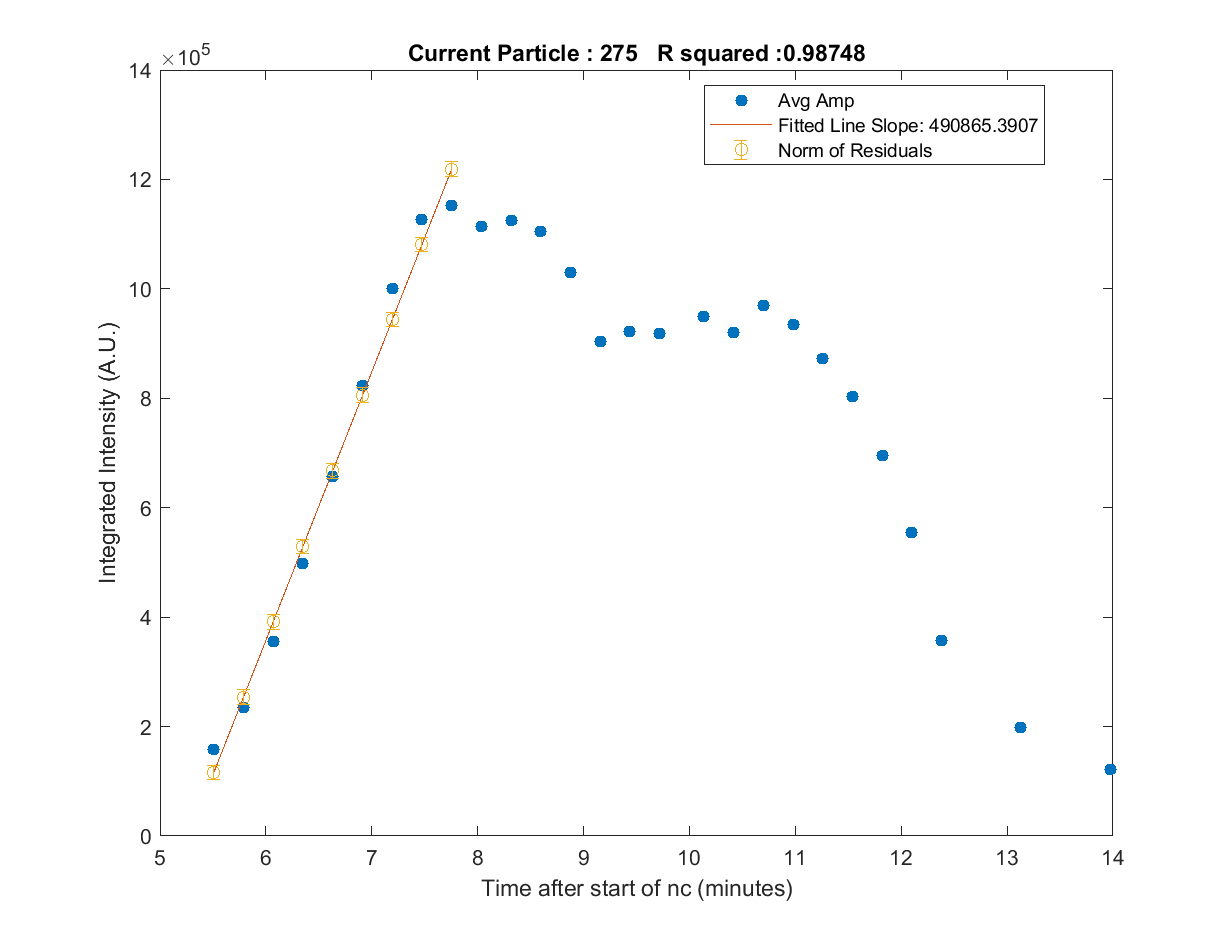 Current Particle : 275 R squared :0.98748
×10^5
14
12
10
8
6
4
2
0
Integrated Intensity (A.U.)
Avg Amp
Fitted Line Slope: 490865.3907
Norm of Residuals
5 6 7 8 9 10 11 12 13 14
Time after start of nc (minutes)